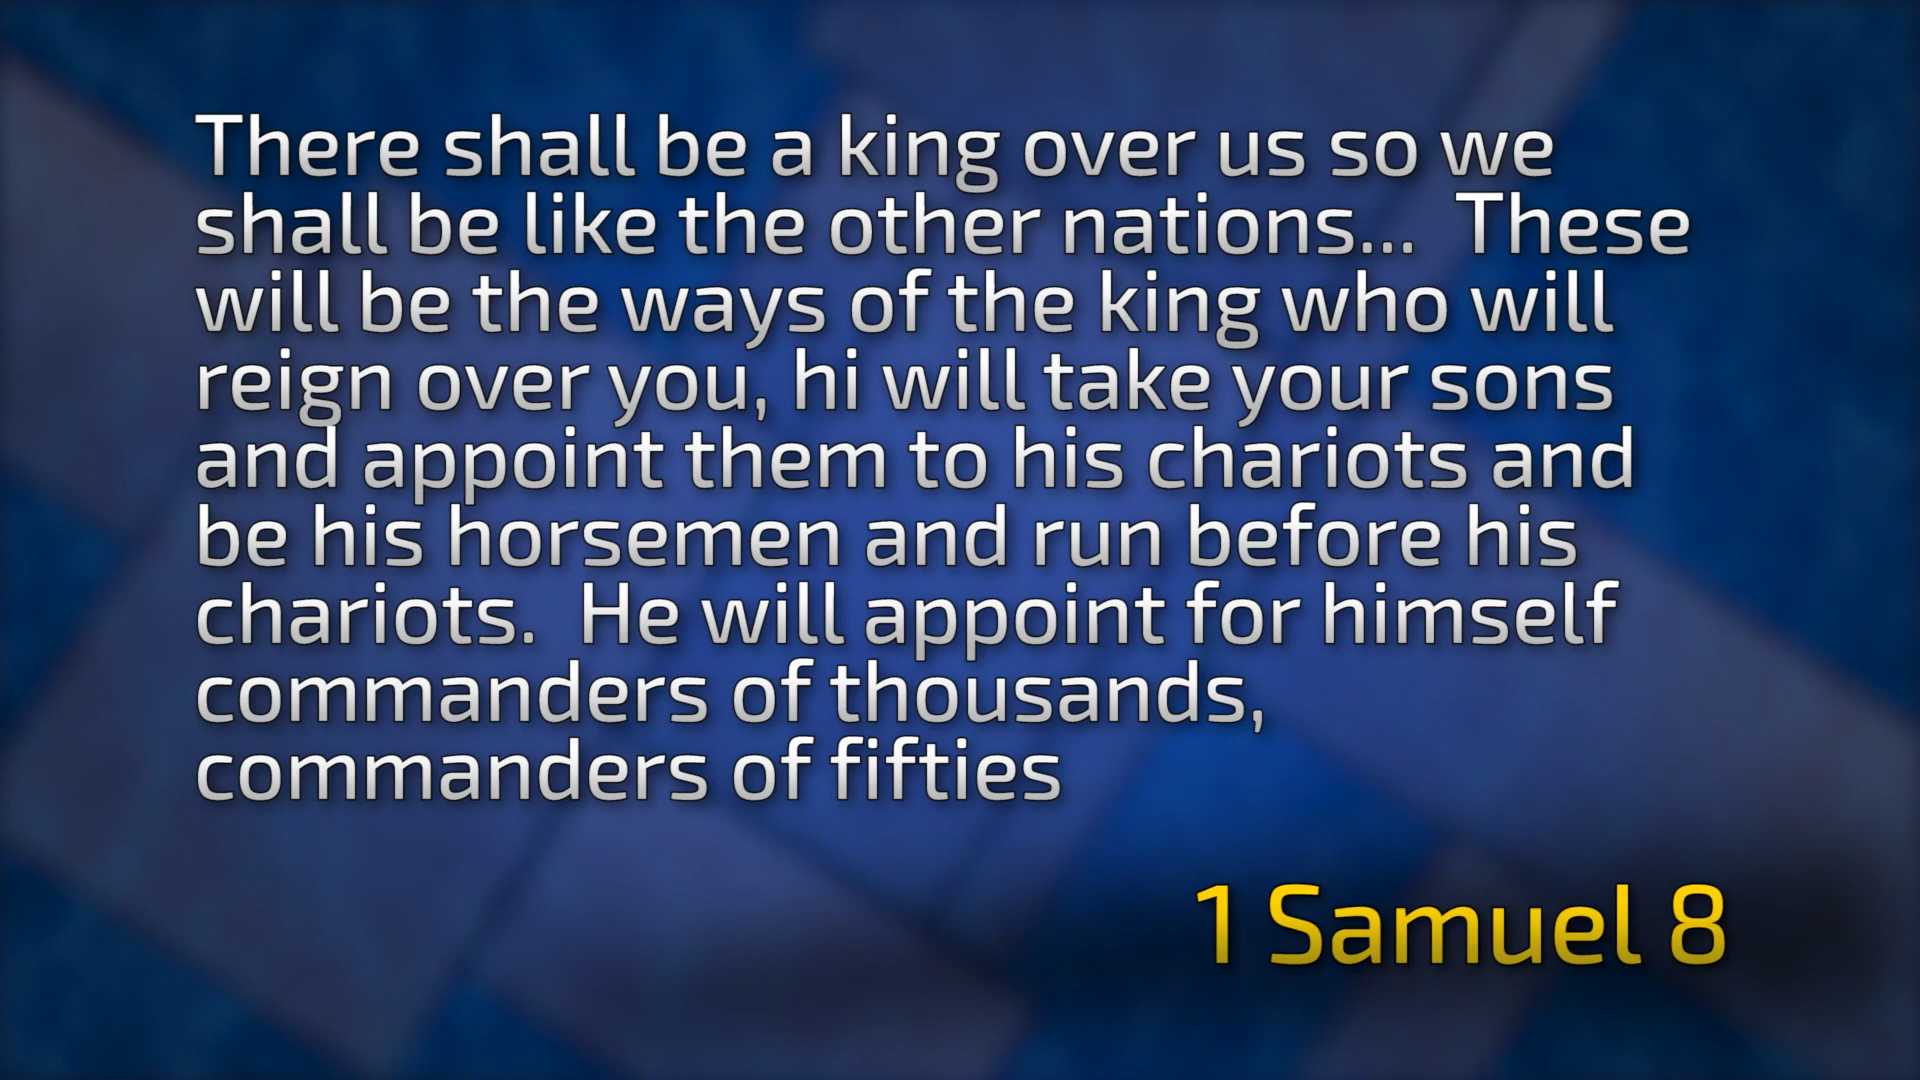 There shall be a king over us so we
shall be like the other nations...  These
will be the ways of the king who will
reign over you, hi will take your sons
and appoint them to his chariots and
be his horsemen and run before his
chariots.  He will appoint for himself
commanders of thousands,
commanders of fifties
1 Samuel 8